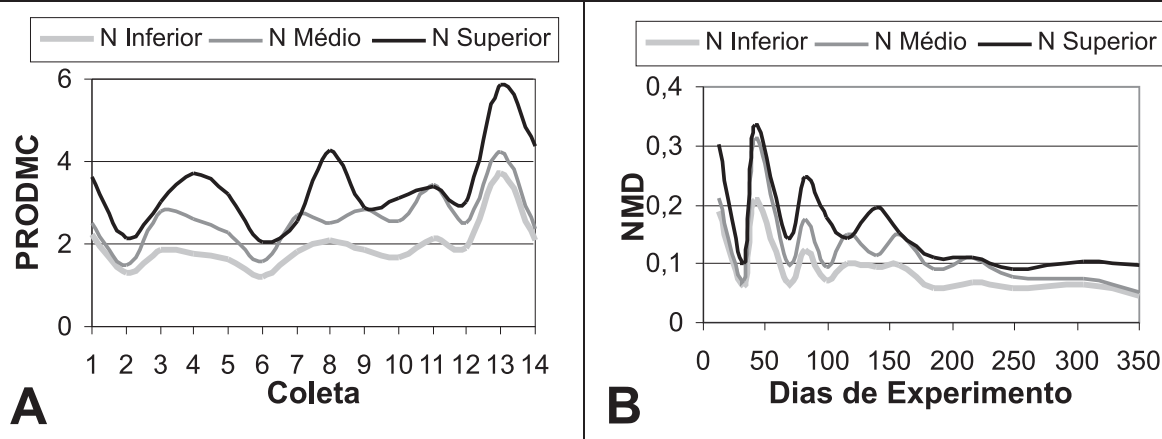 N Inferior N Médio N Superior
6
4
2
0
PRODMC
1 2 3 4 5 6 7 8 9 10 11 12 13 14
Coleta
A
N Inferior N Médio N Superior
0,4
0,3
0,2
0,1
0
NMD
0 50 100 150 200 250 300 350
Dias de Experimento
B